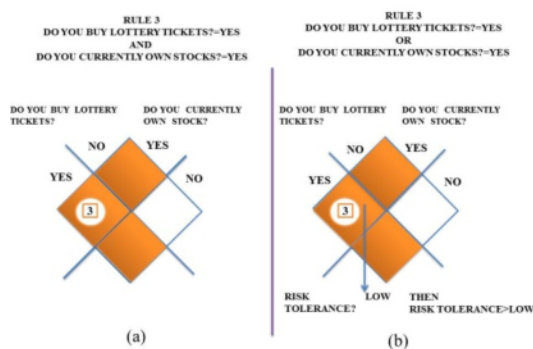 RULE 3
DO YOU BUY LOTTERY TICKETS?=YES
AND
DO YOU CURRENTLY OWN STOCKS?=YES
DO YOU BUY LOTTERY
TICKETS?
DO YOU CURRENTLY
OWN STOCK?
NO
YES
YES
NO
3
(a)
RULE 3
DO YOU BUY LOTTERY TICKETS?=YES
OR
DO YOU CURRENTLY OWN STOCKS?=YES
DO YOU BUY LOTTERY
TICKETS?
DO YOU CURRENTLY
OWN STOCK?
NO
YES
YES
NO
3
RISK
TOLERANCE?
LOW
THEN
RISK TOLERANCE>LOW
(b)